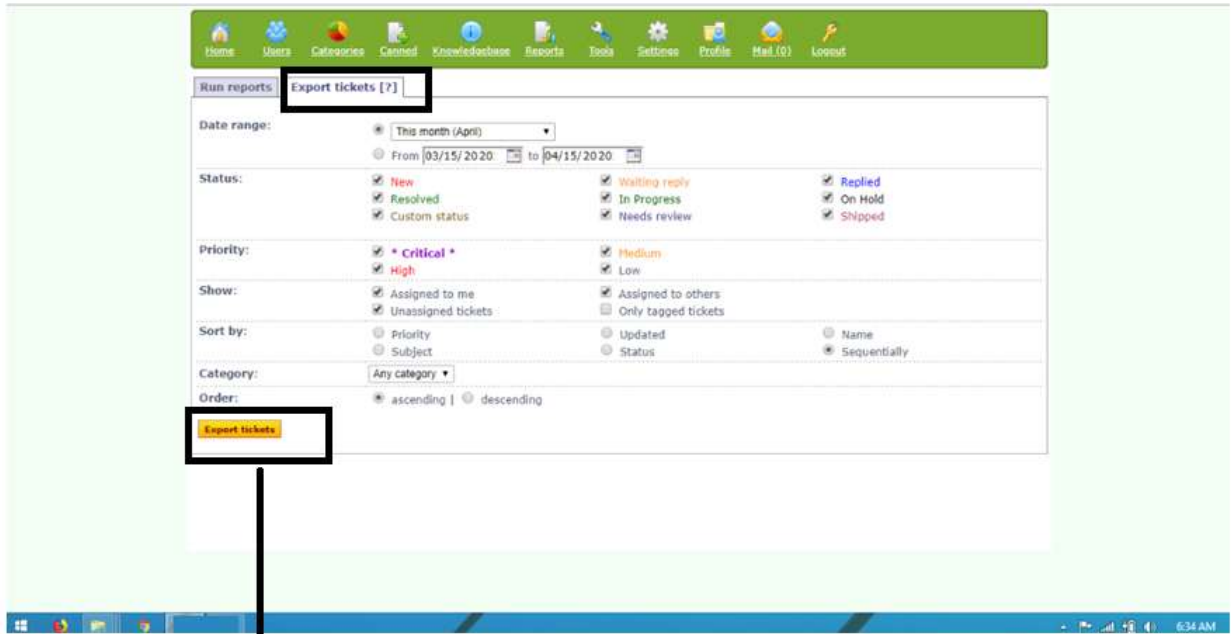 Home Users Categories Canned Knowledgebase Reports Tools Settings Profile Mail (0) Logout
Run reports Export tickets [?]
Date range: This month (April)
From 03/15/2020 to 04/15/2020
Status: New Waiting reply Replied
Resolved In Progress On Hold
Custom status Needs review Shipped
Priority: * Critical * Medium
High Low
Show: Assigned to me Assigned to others
Unassigned tickets Only tagged tickets
Sort by: Priority Updated Name
Subject Status Sequentially
Category: Any category
Order: ascending | descending
Export tickets
6:34 AM